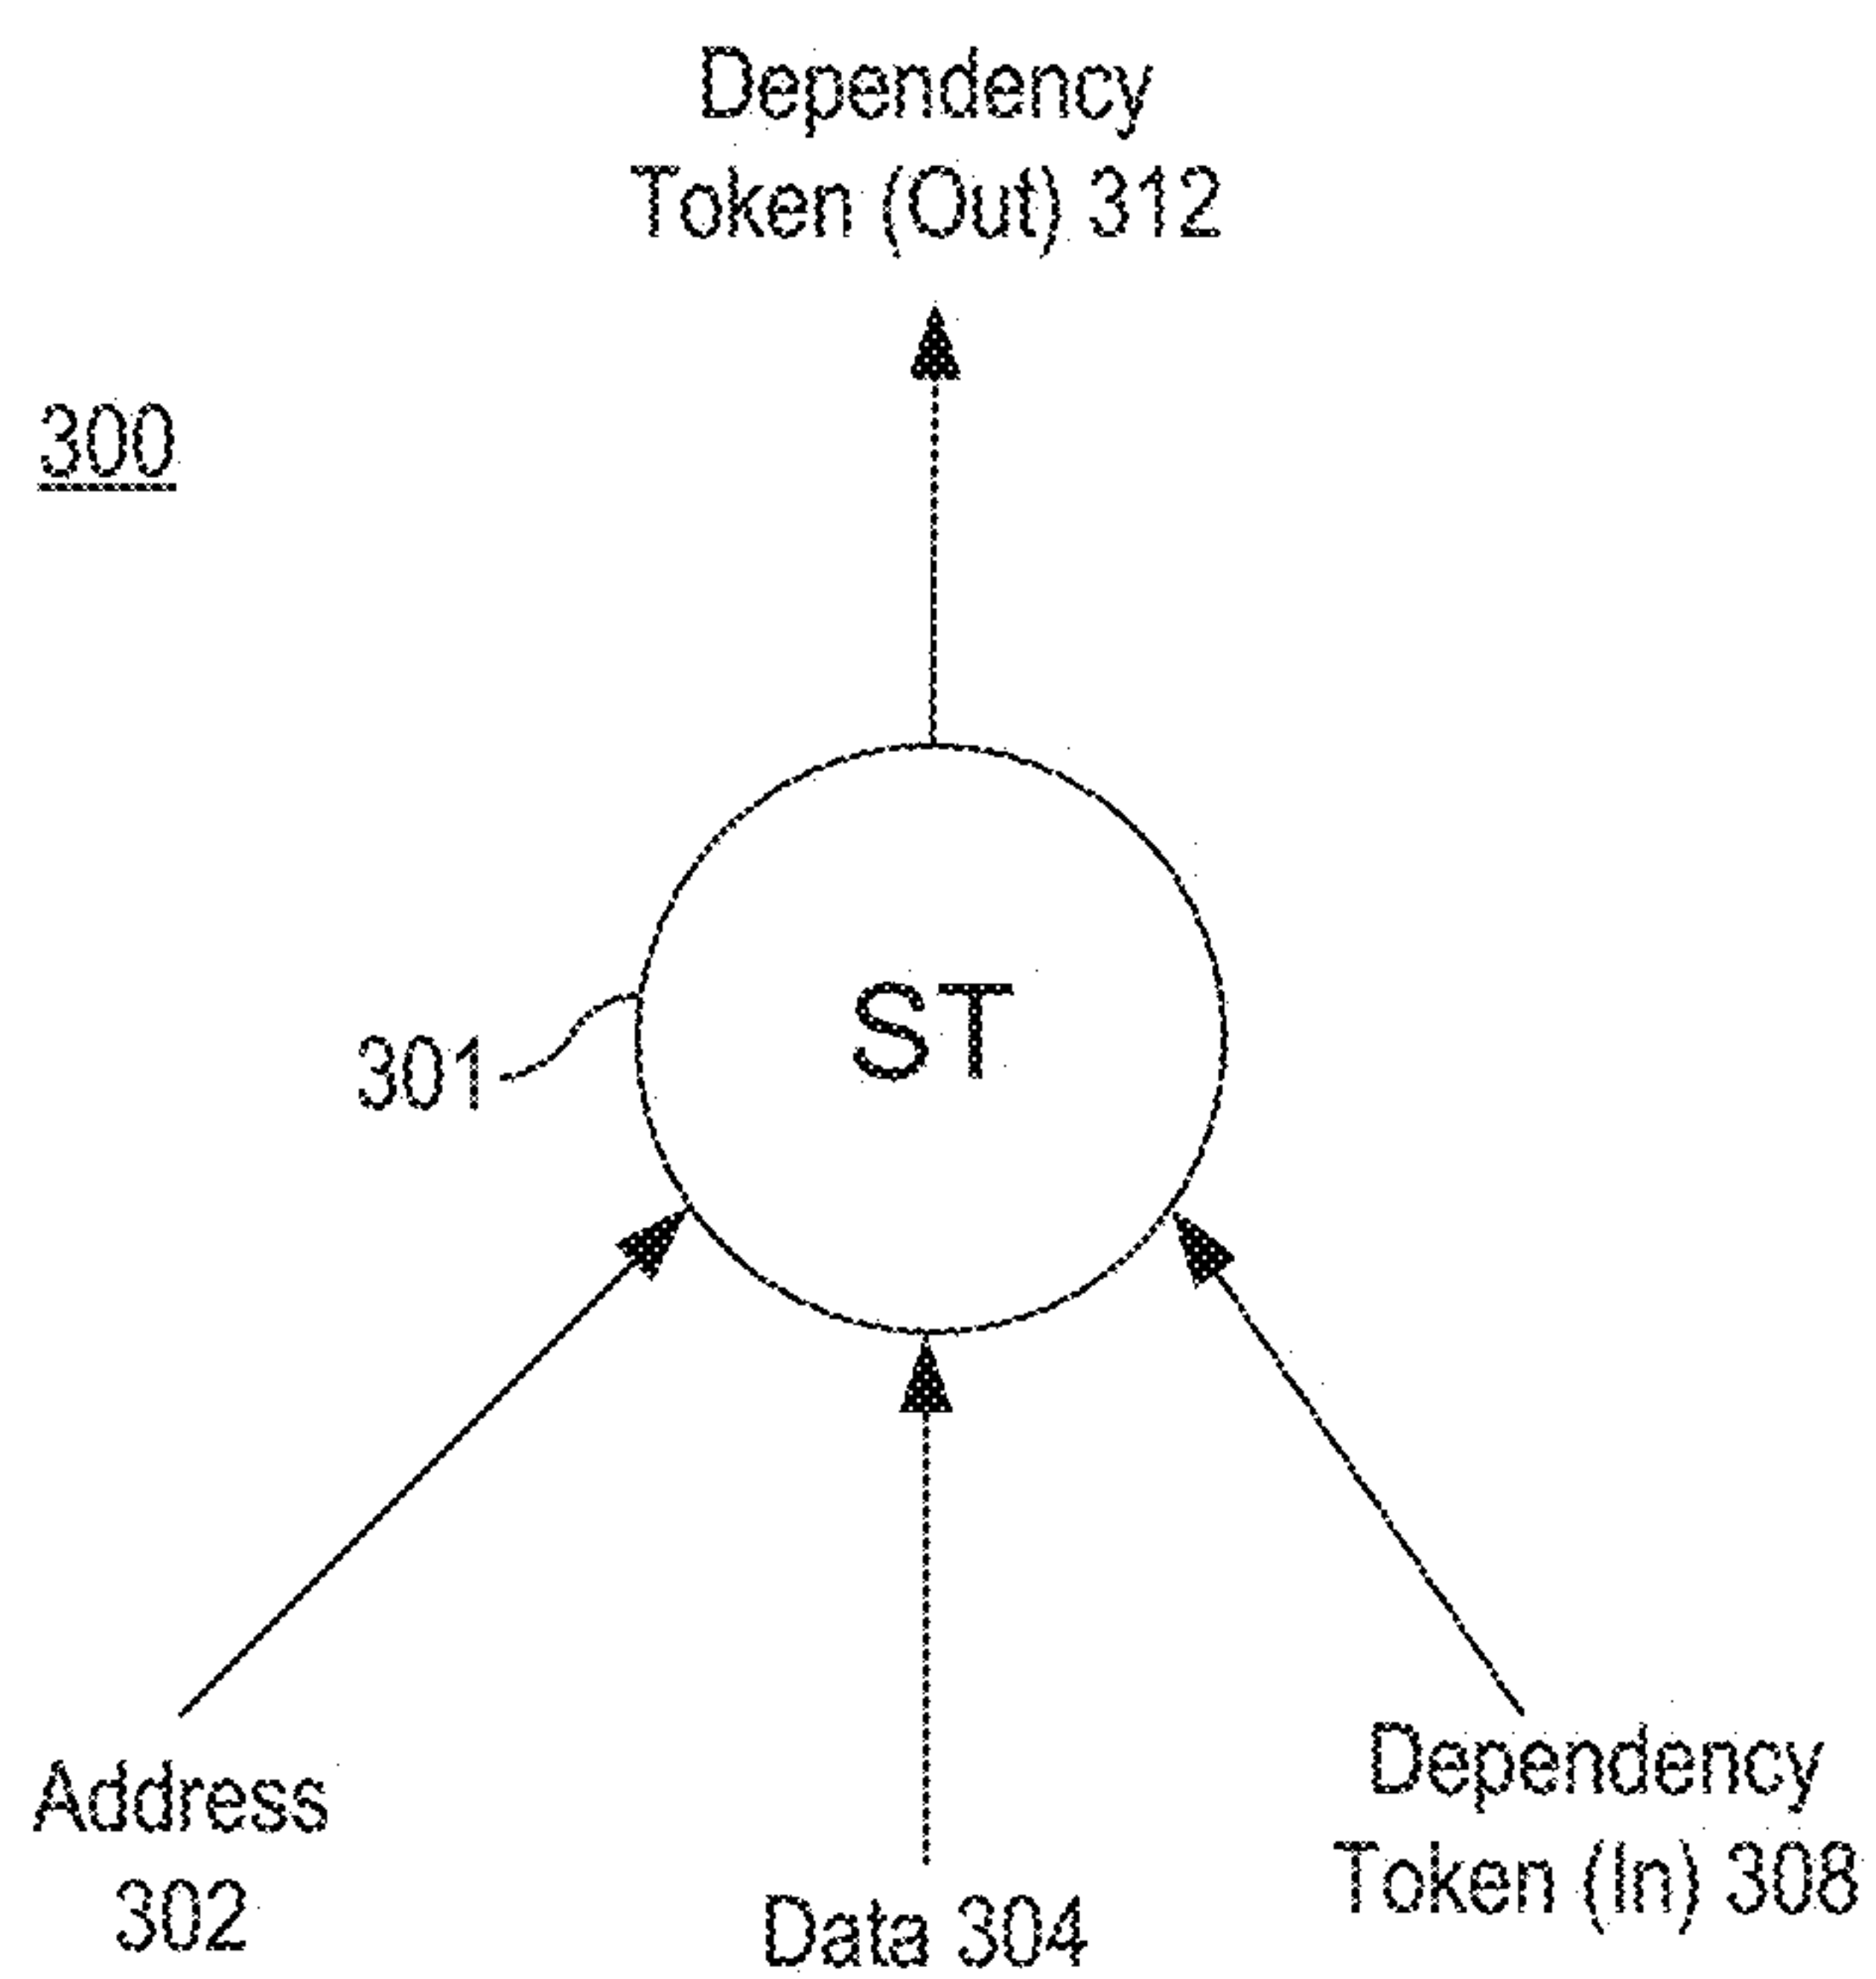 Dependency
Token (Out) 312
300
ST
301
Address
302
Data 304
Dependency
Token (In) 308